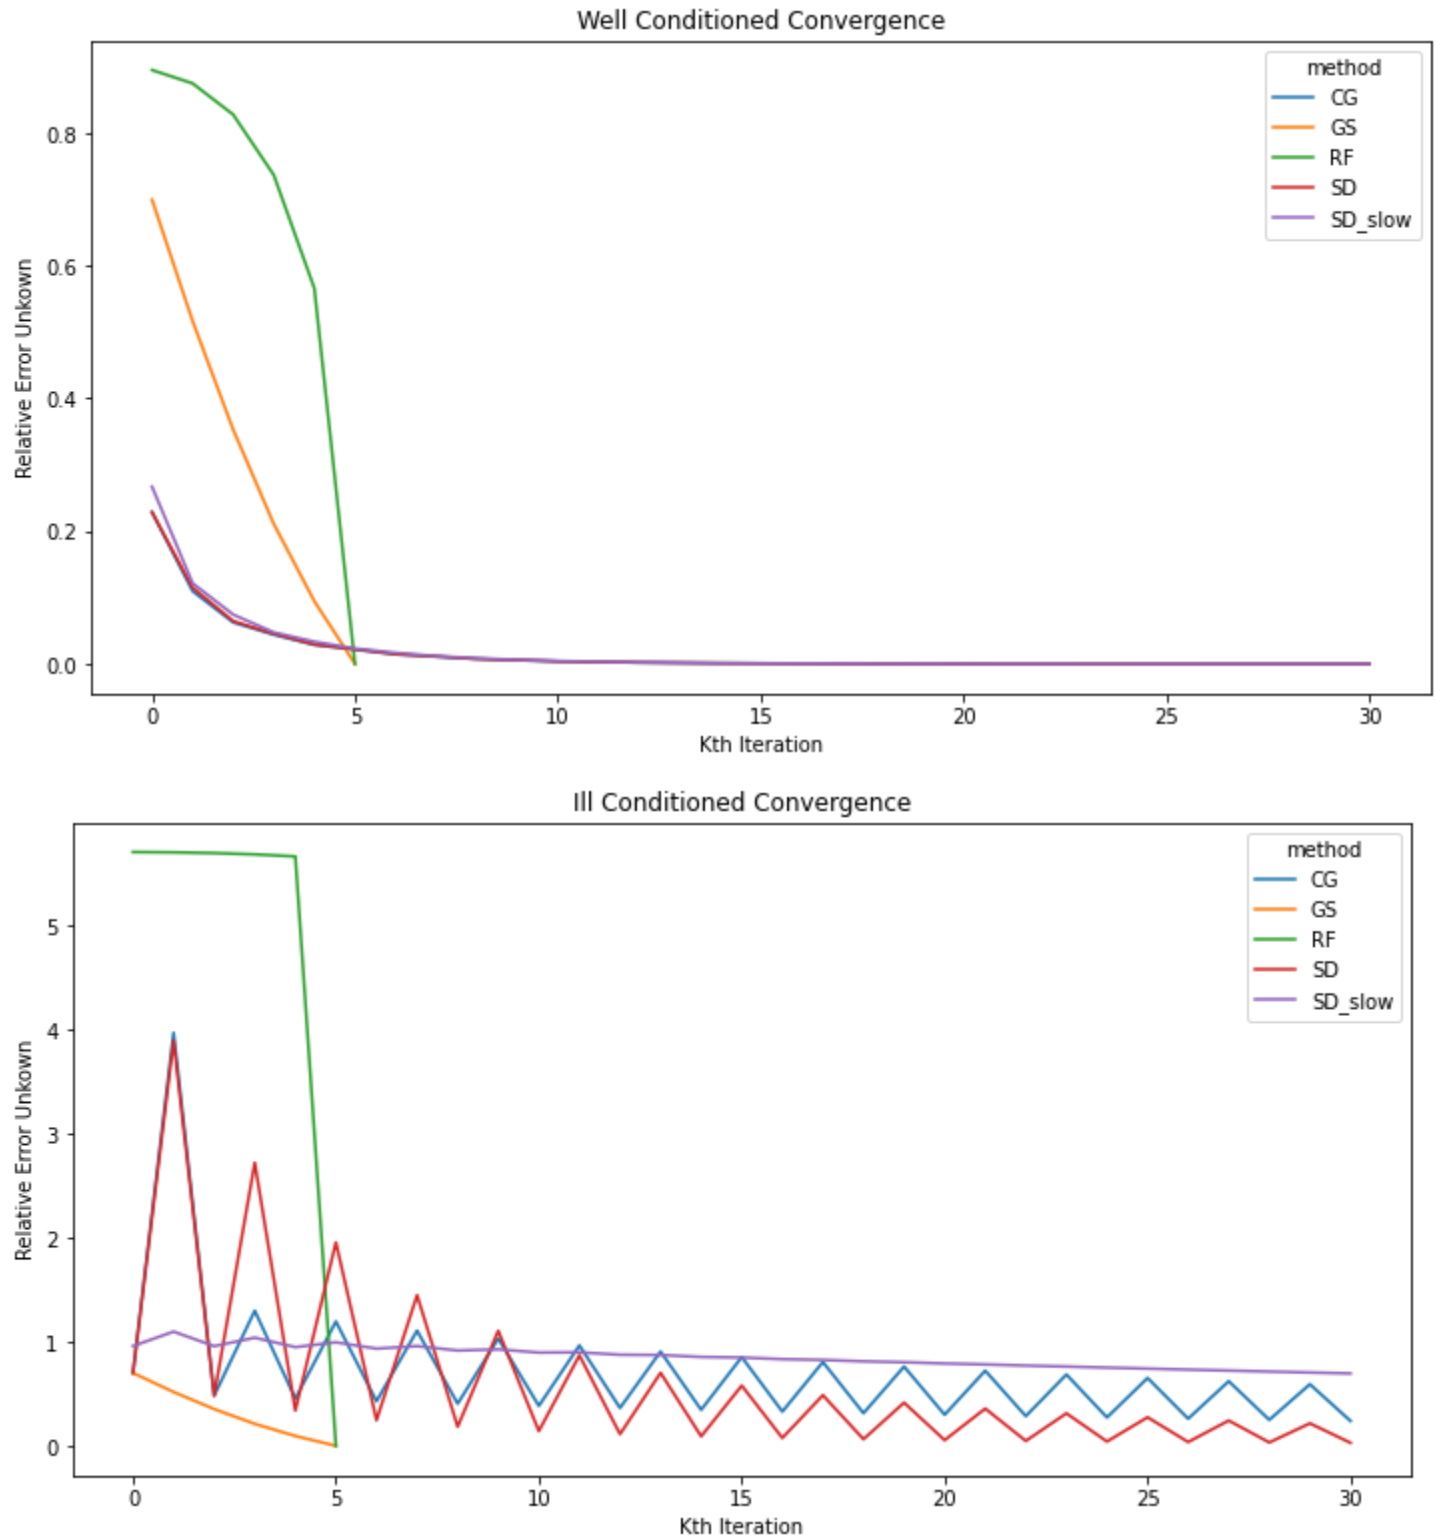 Well Conditioned Convergence
method
CG
GS
RF
SD
SD_slow
Relative Error Unkown
0.8
0.6
0.4
0.2
0.0
0 5 10 15 20 25 30
Kth Iteration
Ill Conditioned Convergence
method
CG
GS
RF
SD
SD_slow
Relative Error Unkown
5
4
3
2
1
0
0 5 10 15 20 25 30
Kth Iteration